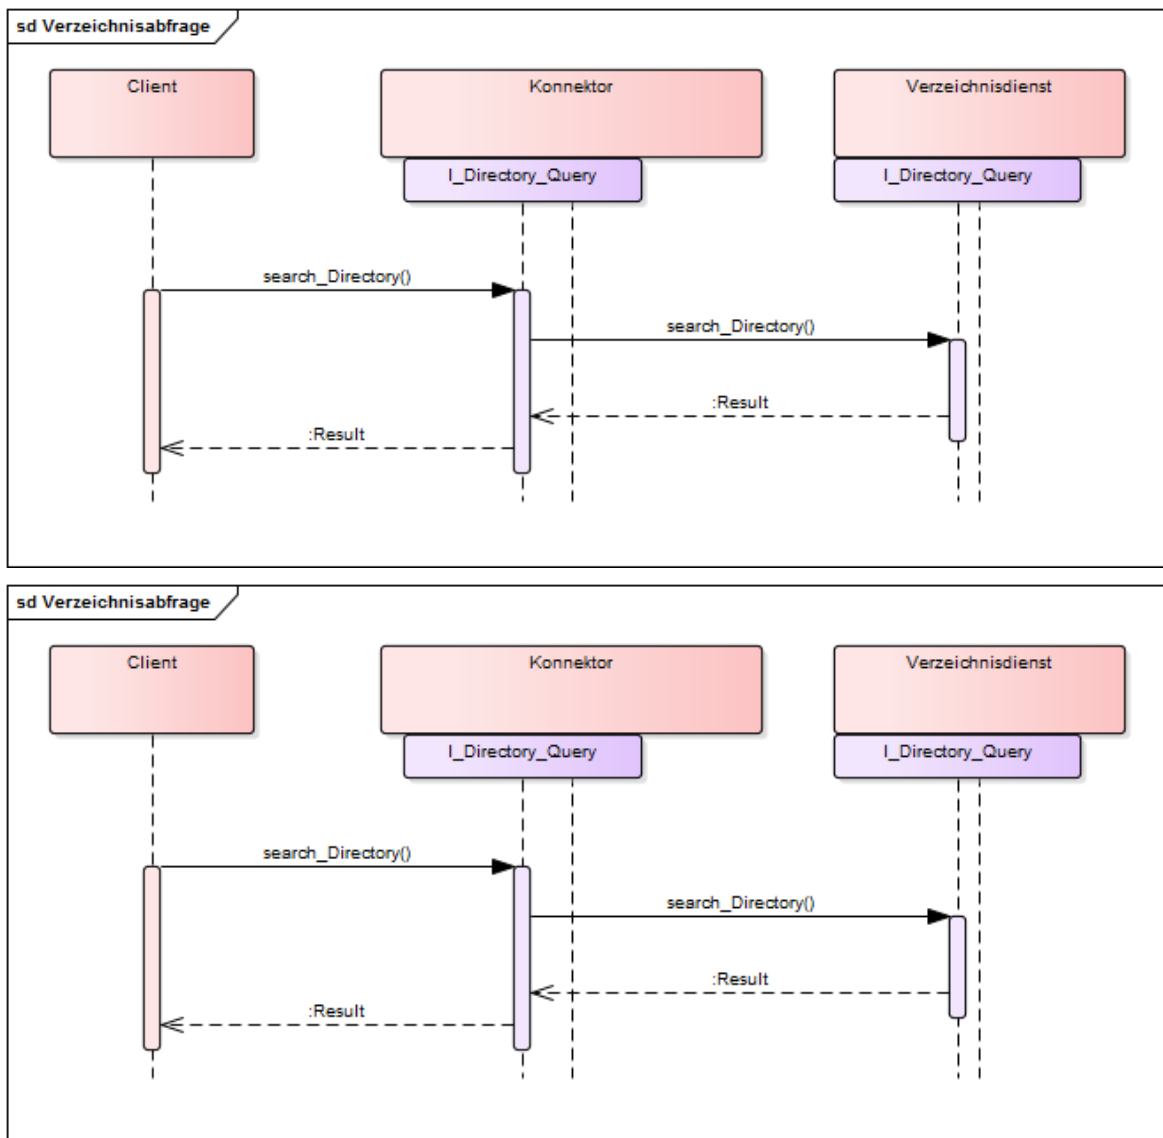 sd Verzeichnisabfrage
Client
Konnektor
Verzeichnisdienst
I_Directory_Query
I_Directory_Query
search_Directory()
search_Directory()
:Result
:Result
sd Verzeichnisabfrage
Client
Konnektor
Verzeichnisdienst
I_Directory_Query
I_Directory_Query
search_Directory()
search_Directory()
:Result
:Result